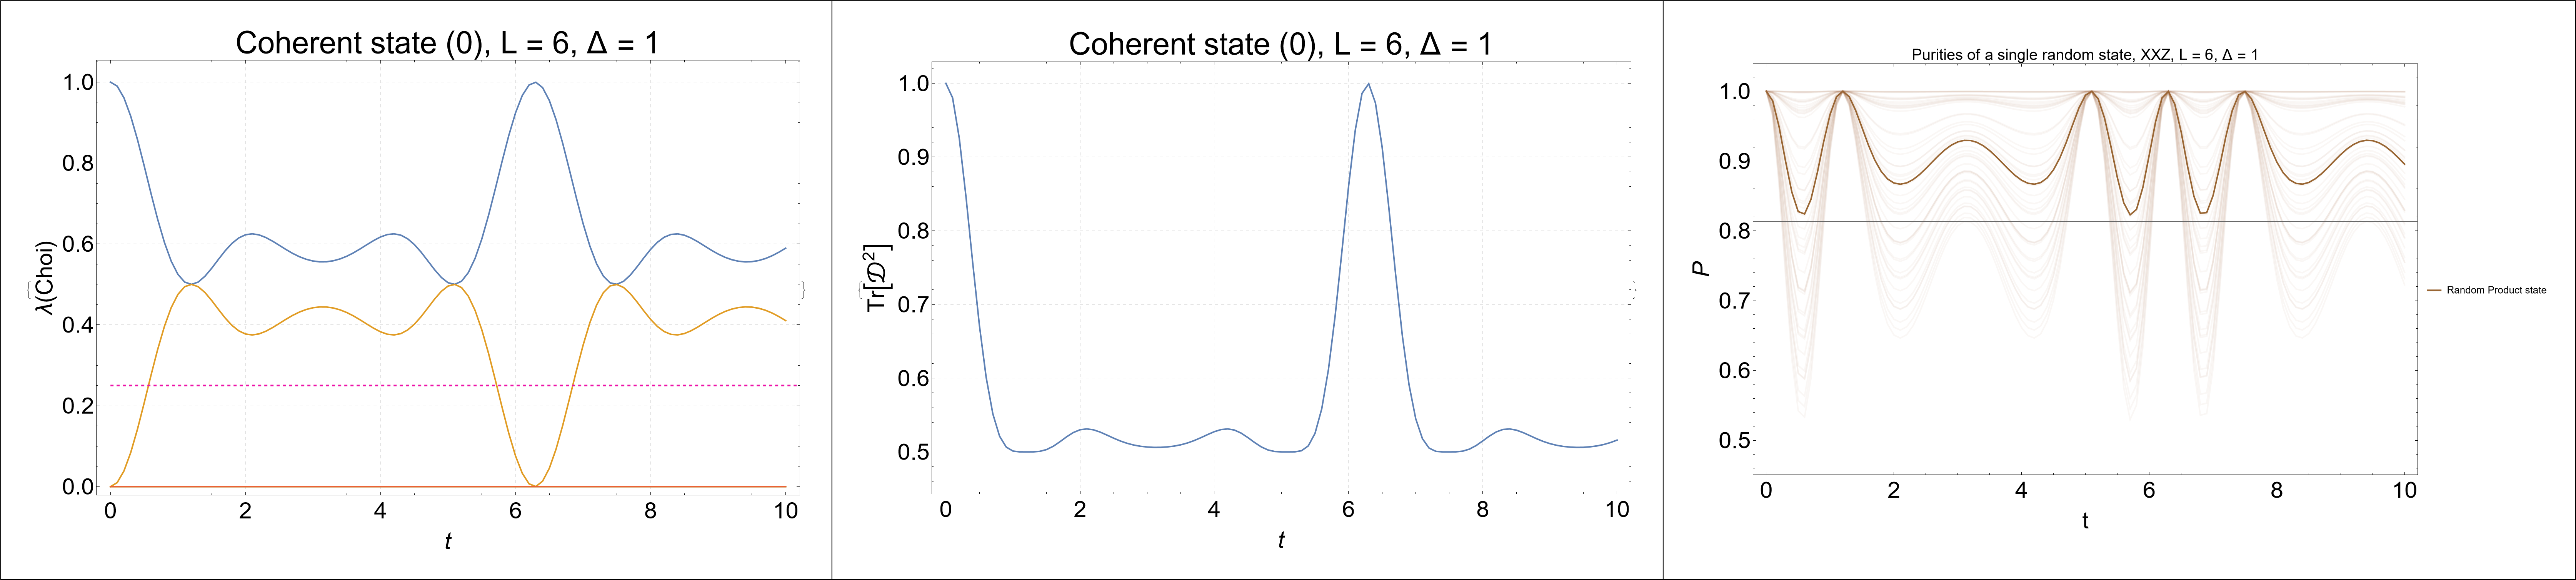 Coherent state (0), L = 6, Δ = 1
λ(Choi)
1.0
0.8
0.6
0.4
0.2
0.0
0 2 4 6 8 10
t
Coherent state (0), L = 6, Δ = 1
Tr[𝒟²]
1.0
0.9
0.8
0.7
0.6
0.5
0 2 4 6 8 10
t
Purities of a single random state, XXZ, L = 6, Δ = 1
P
1.0
0.9
0.8
0.7
0.6
0.5
0 2 4 6 8 10
t
Random Product state